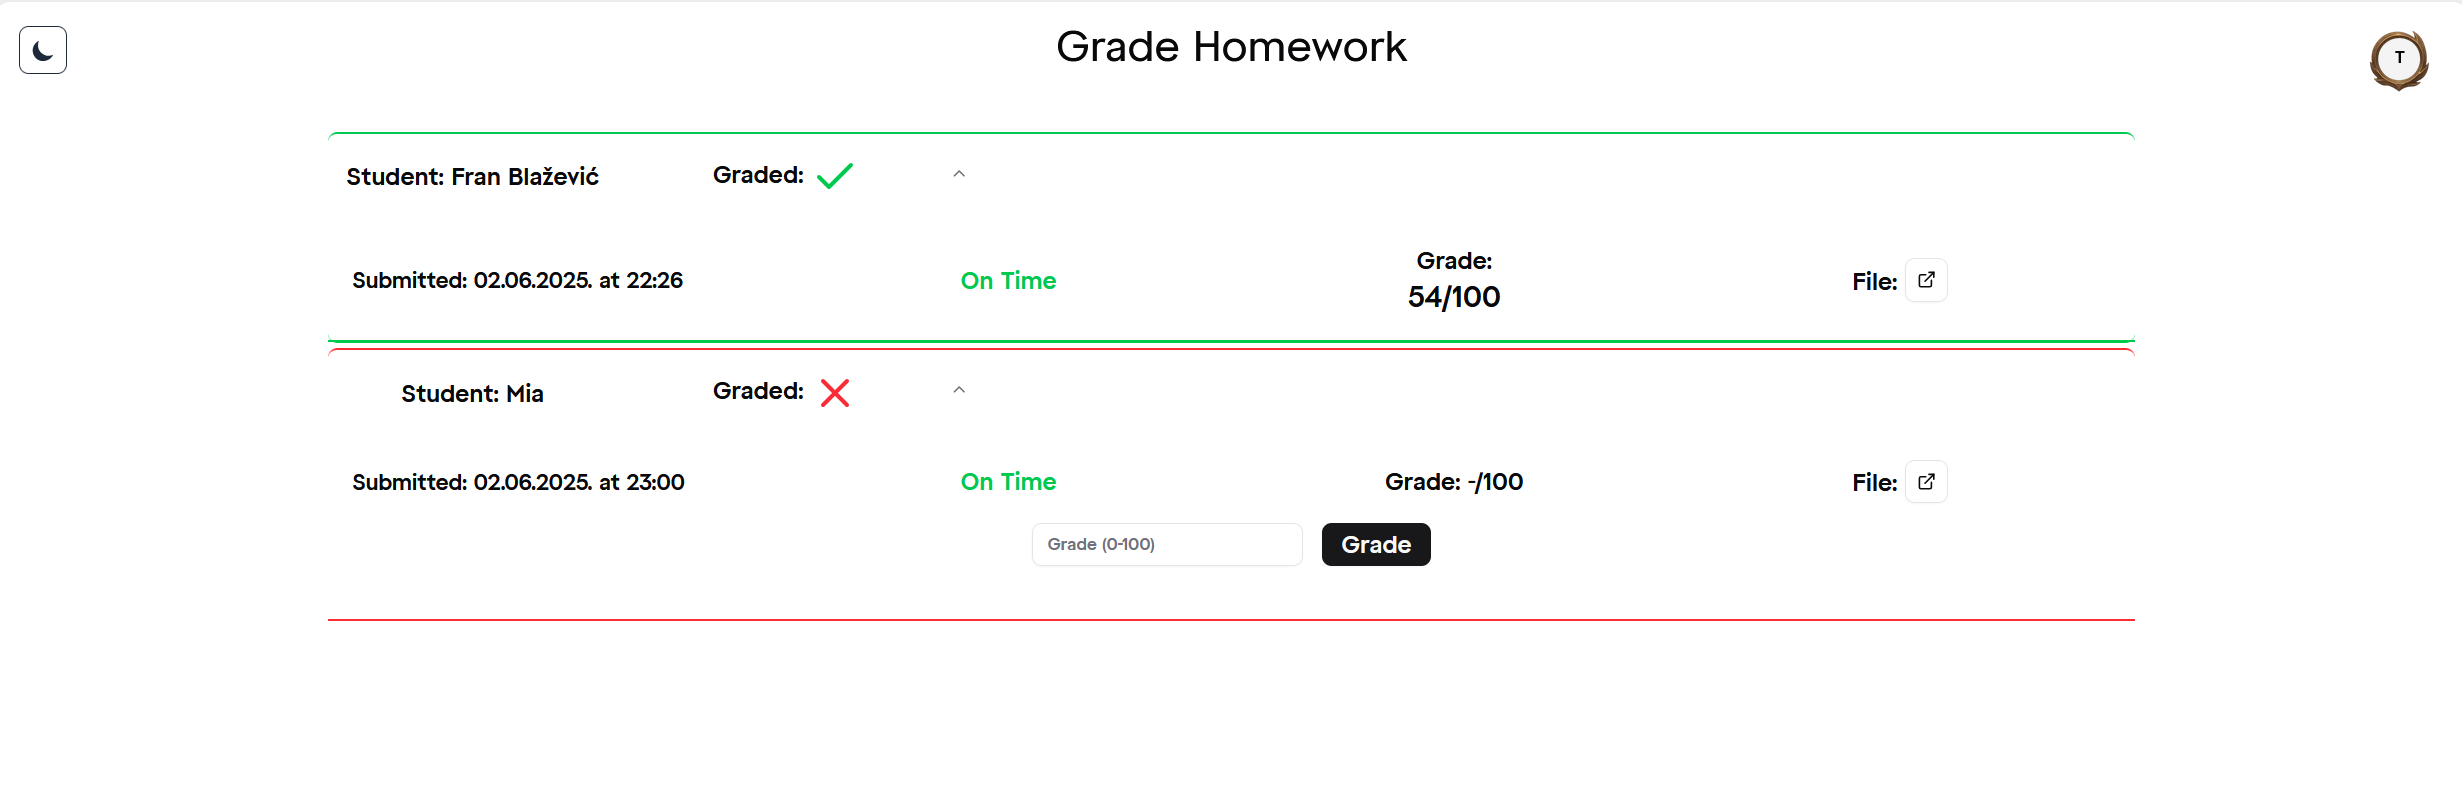 Grade Homework
T
Student: Fran Blažević
Graded:
Submitted: 02.06.2025. at 22:26
On Time
Grade:
54/100
File:
Student: Mia
Graded:
Submitted: 02.06.2025. at 23:00
On Time
Grade: -/100
File:
Grade (0-100)
Grade